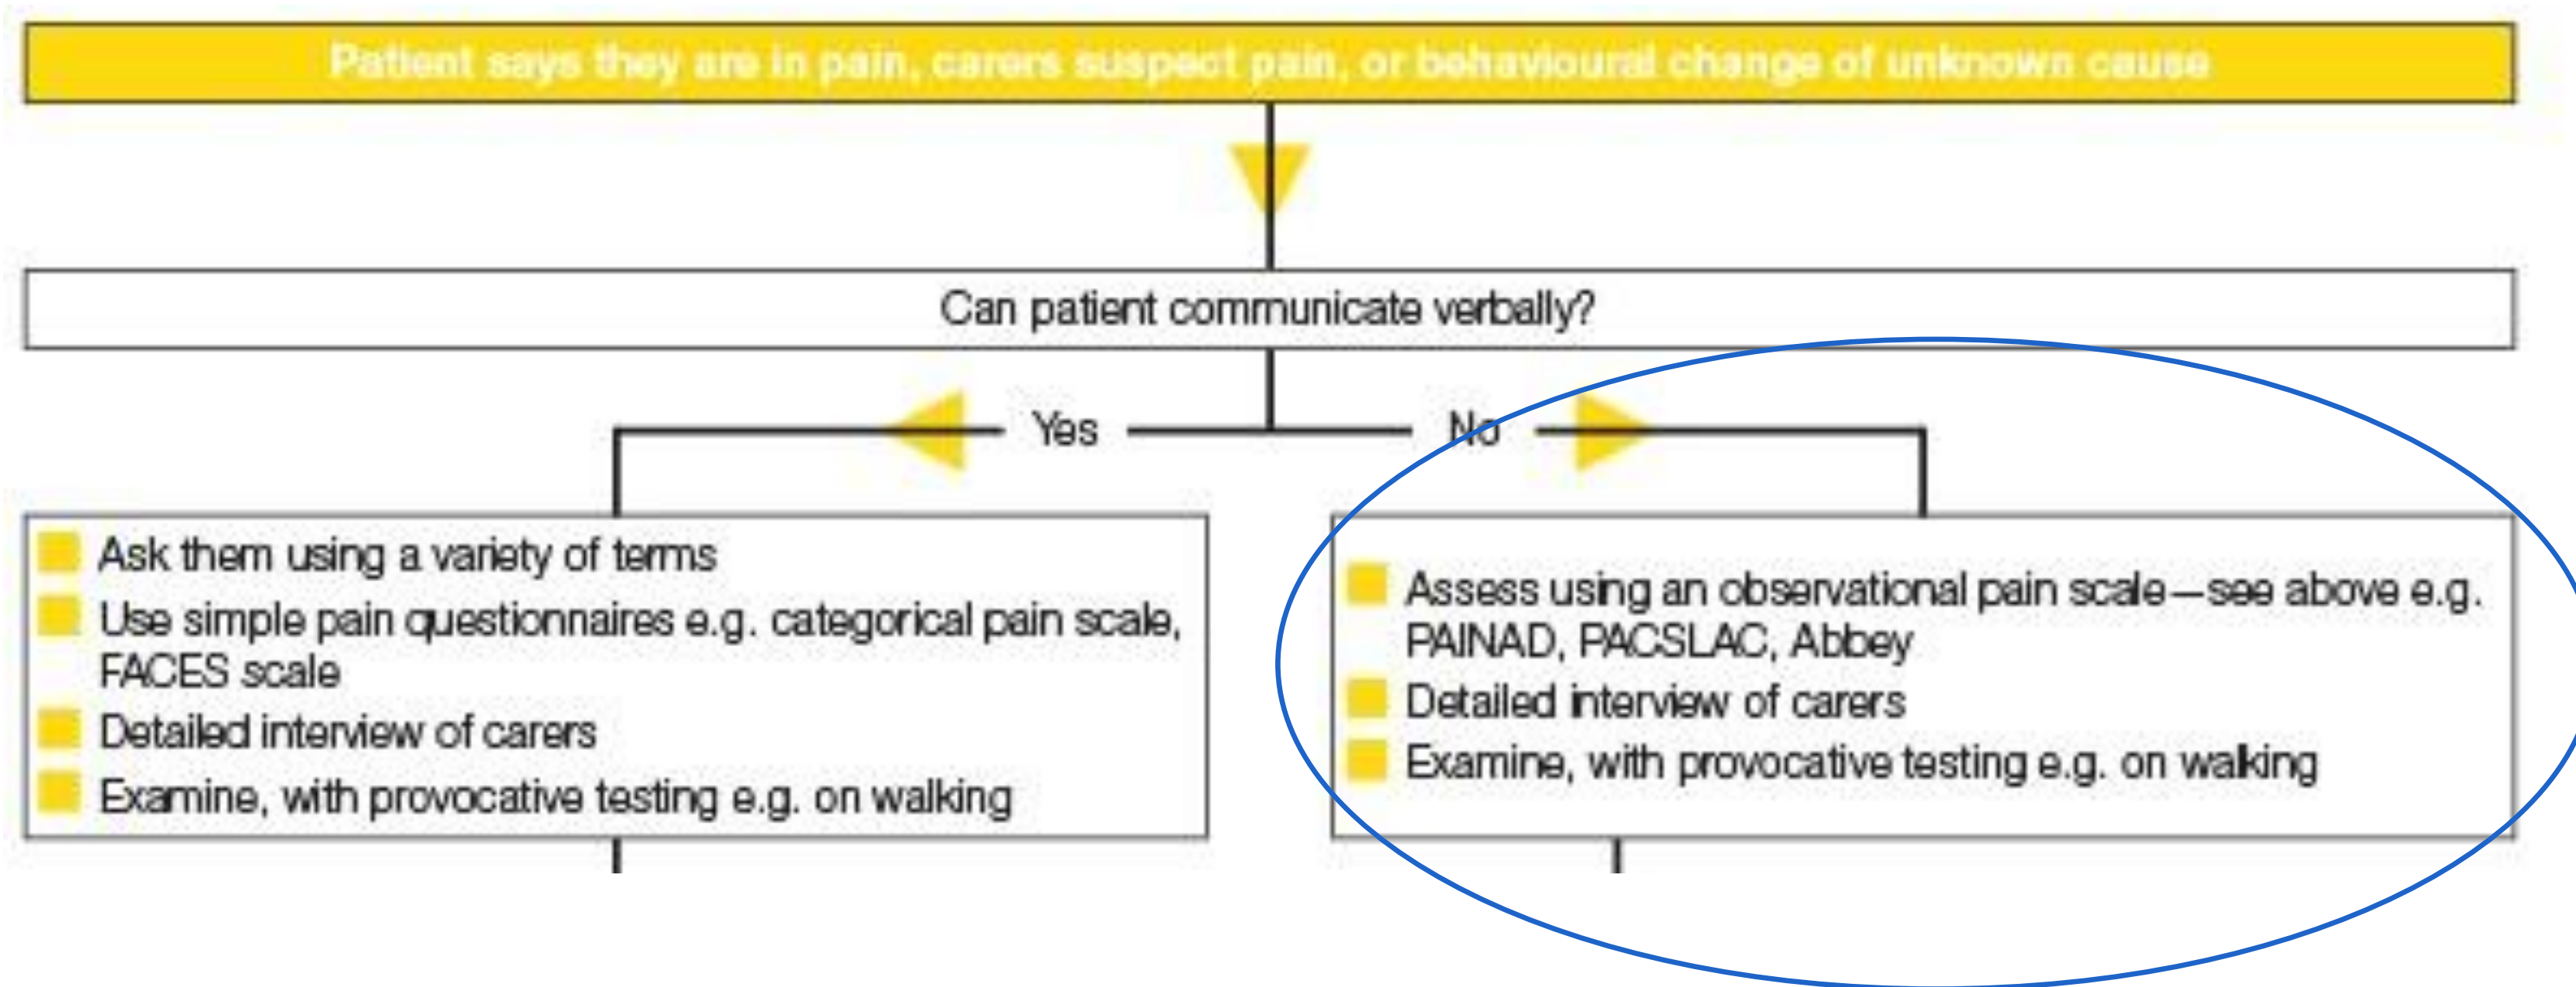 Patient says they are in pain, carers suspect pain, or behavioural change of unknown cause
Can patient communicate verbally?
Yes
No
Ask them using a variety of terms
Use simple pain questionnaires e.g. categorical pain scale,
FACES scale
Detailed interview of carers
Examine, with provocative testing e.g. on walking
Assess using an observational pain scale—see above e.g.
PAINAD, PACSLAC, Abbey
Detailed interview of carers
Examine, with provocative testing e.g. on walking